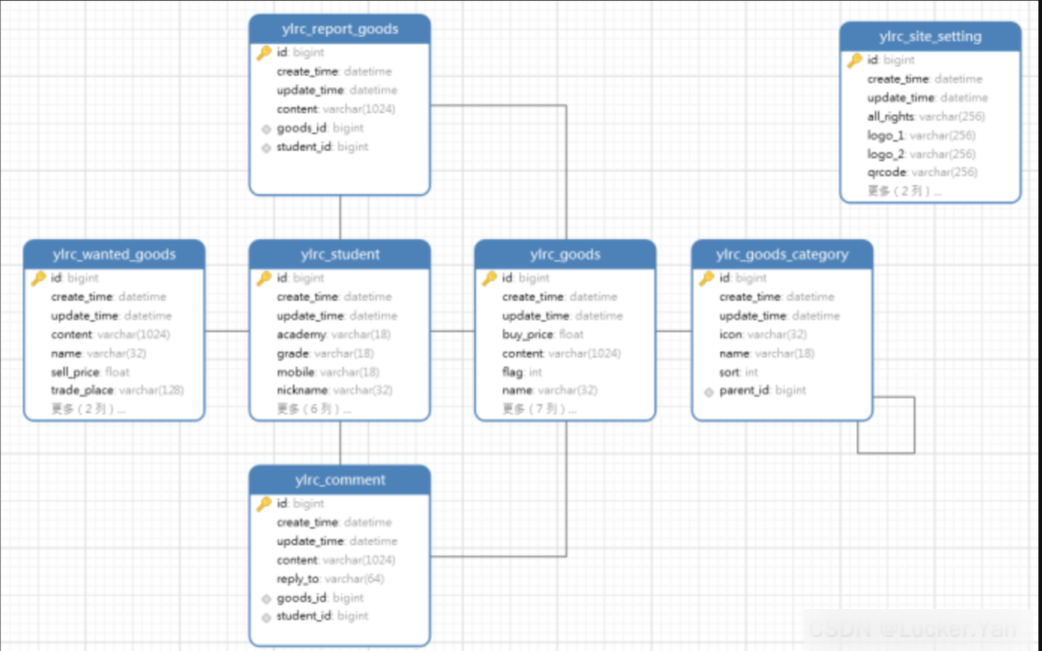 ylrc_report_goods
id: bigint
create_time: datetime
update_time: datetime
content: varchar(1024)
goods_id: bigint
student_id: bigint
ylrc_site_setting
id: bigint
create_time: datetime
update_time: datetime
all_rights: varchar(256)
logo_1: varchar(256)
logo_2: varchar(256)
qrcode: varchar(256)
更多（2 列）...
ylrc_wanted_goods
id: bigint
create_time: datetime
update_time: datetime
content: varchar(1024)
name: varchar(32)
sell_price: float
trade_place: varchar(128)
更多（2 列）...
ylrc_student
id: bigint
create_time: datetime
update_time: datetime
academy: varchar(18)
grade: varchar(18)
mobile: varchar(18)
nickname: varchar(32)
更多（6 列）...
ylrc_goods
id: bigint
create_time: datetime
update_time: datetime
buy_price: float
content: varchar(1024)
flag: int
name: varchar(32)
更多（7 列）...
ylrc_goods_category
id: bigint
create_time: datetime
update_time: datetime
icon: varchar(32)
name: varchar(18)
sort: int
parent_id: bigint
ylrc_comment
id: bigint
create_time: datetime
update_time: datetime
content: varchar(1024)
reply_to: varchar(64)
goods_id: bigint
student_id: bigint
CSDN @Lucker.Yan